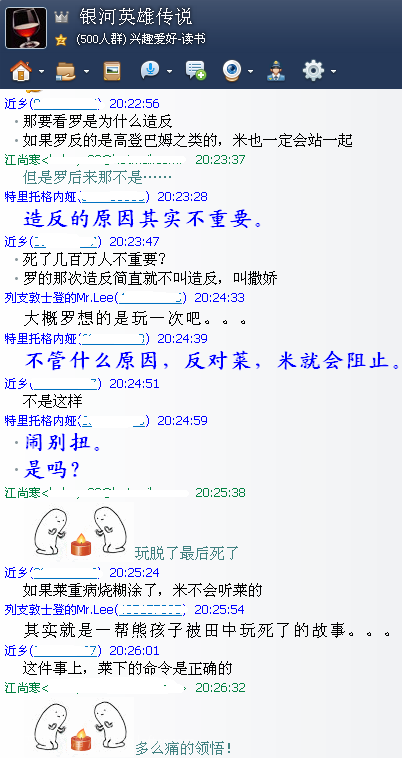 银河英雄传说
(500人群) 兴趣爱好-读书
近乡( ) 20:22:56
那要看罗是为什么造反
如果罗反的是高登巴姆之类的，米也一定会站一起
江尚寒< 20:23:37
但是罗后来那不是……
特里托格内娅( ) 20:23:28
造反的原因其实不重要。
近乡( ) 20:23:47
死了几百万人不重要？
罗的那次造反简直就不叫造反，叫撒娇
列支敦士登的Mr.Lee( ) 20:24:33
大概罗想的是玩一次吧。。。
特里托格内娅( ) 20:24:39
不管什么原因，反对莱，米就会阻止。
近乡( ) 20:24:51
不是这样
特里托格内娅( ) 20:24:59
闹别扭。
是吗？
江尚寒< 20:25:38
玩脱了最后死了
近乡( ) 20:25:24
如果莱重病烧糊涂了，米不会听莱的
列支敦士登的Mr.Lee( ) 20:25:54
其实就是一帮熊孩子被田中玩死了的故事。。。
近乡( ) 20:26:01
这件事上，莱下的命令是正确的
江尚寒< > 20:26:32
多么痛的领悟！